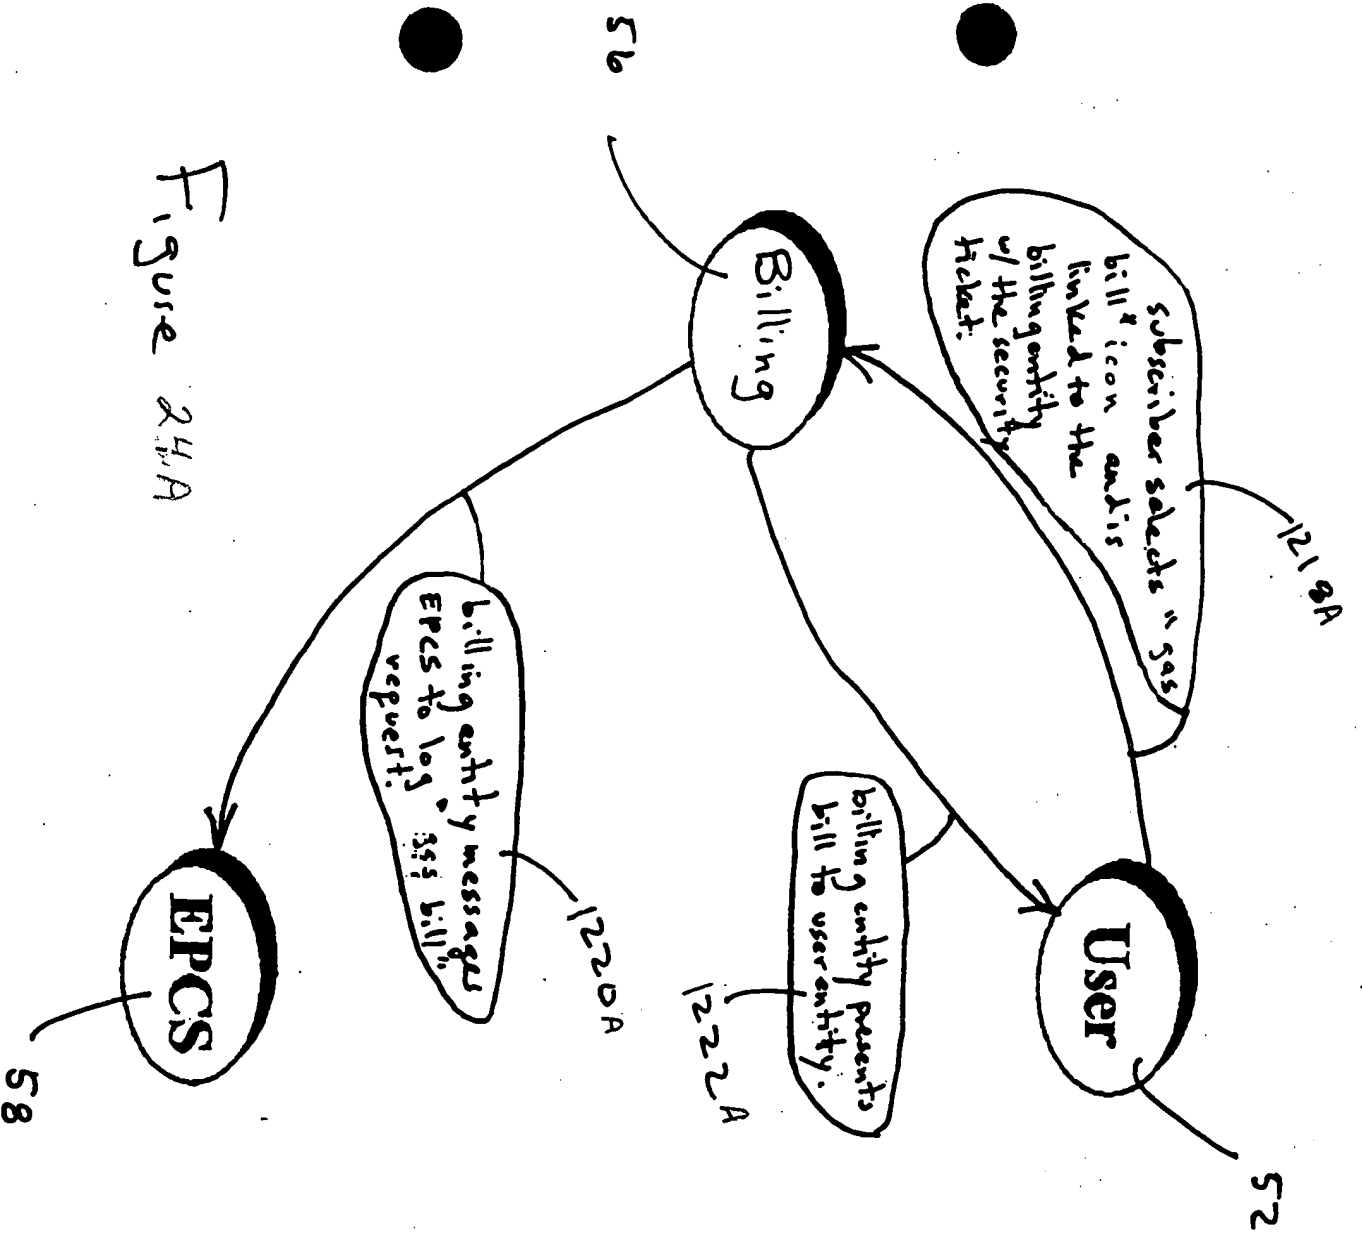 52
User
1218A
subscriber selects "gas
bill" icon and is
linked to the
billing entity
w/ the security
ticket.
1222A
billing entity presents
bill to user entity.
56
Billing
1220A
billing entity messages
EPCS to log "
bill"
request.
EPCS
58
Figure 24A